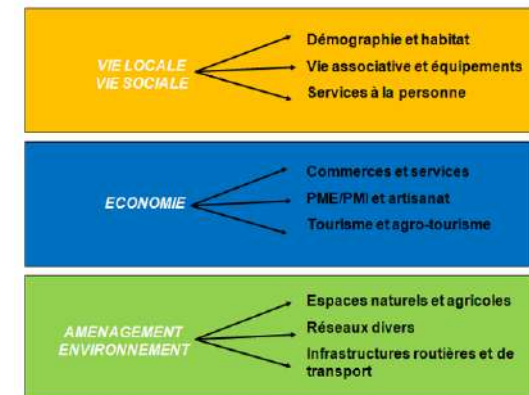 VIE LOCALE
VIE SOCIALE
Démographie et habitat
Vie associative et équipements
Services à la personne
ECONOMIE
Commerces et services
PME/PMI et artisanat
Tourisme et agro-tourisme
AMENAGEMENT
ENVIRONNEMENT
Espaces naturels et agricoles
Réseaux divers
Infrastructures routières et de
transport